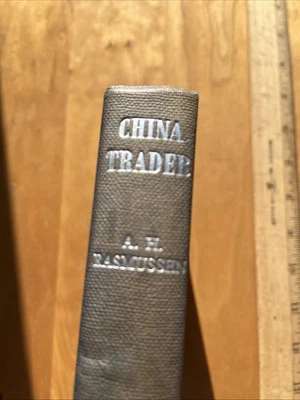 CHINA
TRADER
A. H.
RASMUSSEN